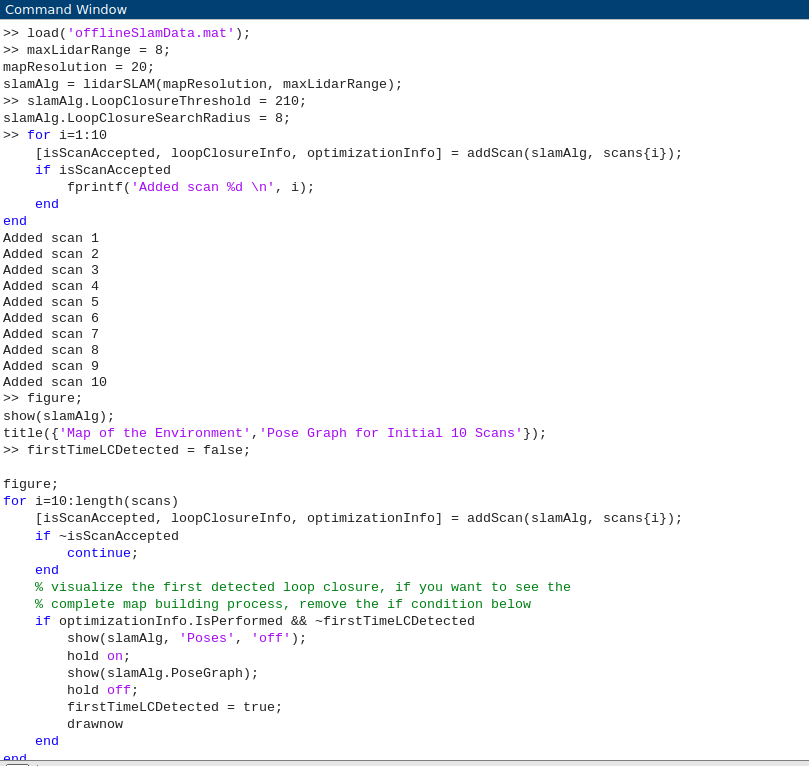 Command Window
>> load('offlineSlamData.mat');
>> maxLidarRange = 8;
mapResolution = 20;
slamAlg = lidarSLAM(mapResolution, maxLidarRange);
>> slamAlg.LoopClosureThreshold = 210;
slamAlg.LoopClosureSearchRadius = 8;
>> for i=1:10
    [isScanAccepted, loopClosureInfo, optimizationInfo] = addScan(slamAlg, scans{i});
    if isScanAccepted
        fprintf('Added scan %d \n', i);
    end
end
Added scan 1
Added scan 2
Added scan 3
Added scan 4
Added scan 5
Added scan 6
Added scan 7
Added scan 8
Added scan 9
Added scan 10
>> figure;
show(slamAlg);
title({'Map of the Environment','Pose Graph for Initial 10 Scans'});
>> firstTimeLCDetected = false;

figure;
for i=10:length(scans)
    [isScanAccepted, loopClosureInfo, optimizationInfo] = addScan(slamAlg, scans{i});
    if ~isScanAccepted
        continue;
    end
    % visualize the first detected loop closure, if you want to see the
    % complete map building process, remove the if condition below
    if optimizationInfo.IsPerformed && ~firstTimeLCDetected
        show(slamAlg, 'Poses', 'off');
        hold on;
        show(slamAlg.PoseGraph);
        hold off;
        firstTimeLCDetected = true;
        drawnow
    end
end